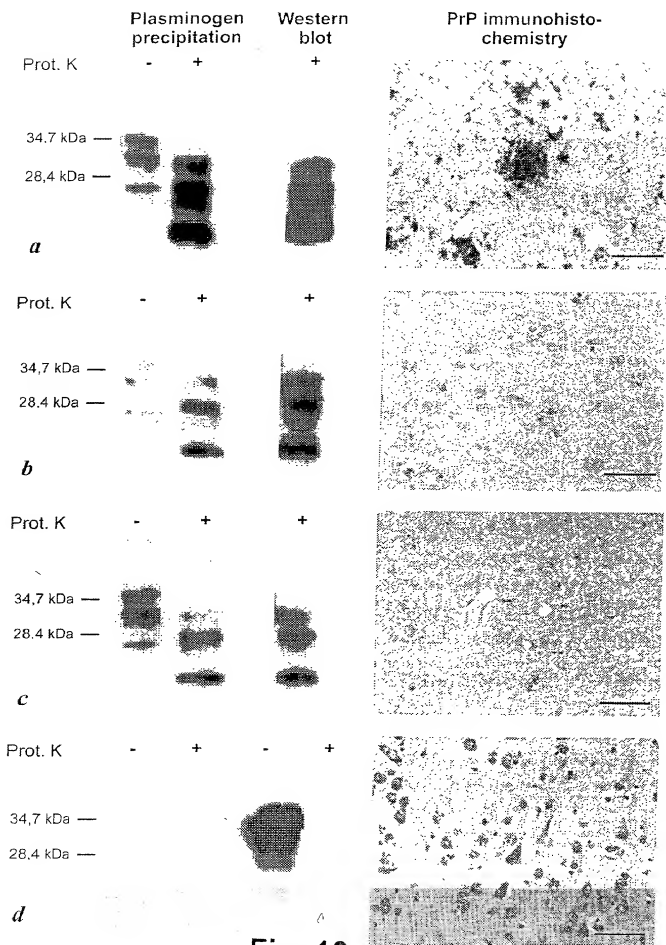 Plasminogen precipitation Western blot PrP immunohisto-chemistry
Prot. K - + +
34,7 kDa —
28,4 kDa —
a
Prot. K - + +
34,7 kDa —
28.4 kDa —
b
Prot. K - + +
34,7 kDa —
28.4 kDa —
c
Prot. K - + - +
34,7 kDa —
28.4 kDa —
d